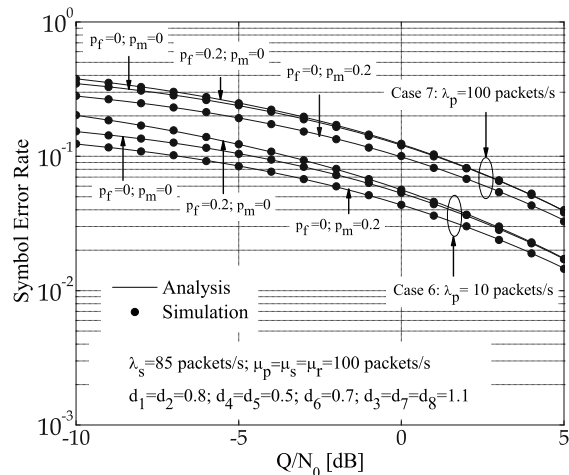 10^0
p_f=0; p_m=0
p_f=0.2; p_m=0
p_f=0; p_m=0.2
Case 7: λ_p=100 packets/s
10^-1
p_f=0; p_m=0
p_f=0.2; p_m=0
p_f=0; p_m=0.2
Symbol Error Rate
10^-2
Analysis
Simulation
Case 6: λ_p= 10 packets/s
λ_s=85 packets/s; μ_p=μ_s=μ_r=100 packets/s
d_1=d_2=0.8; d_4=d_5=0.5; d_6=0.7; d_3=d_7=d_8=1.1
10^-3
-10
-5
0
5
Q/N_0 [dB]